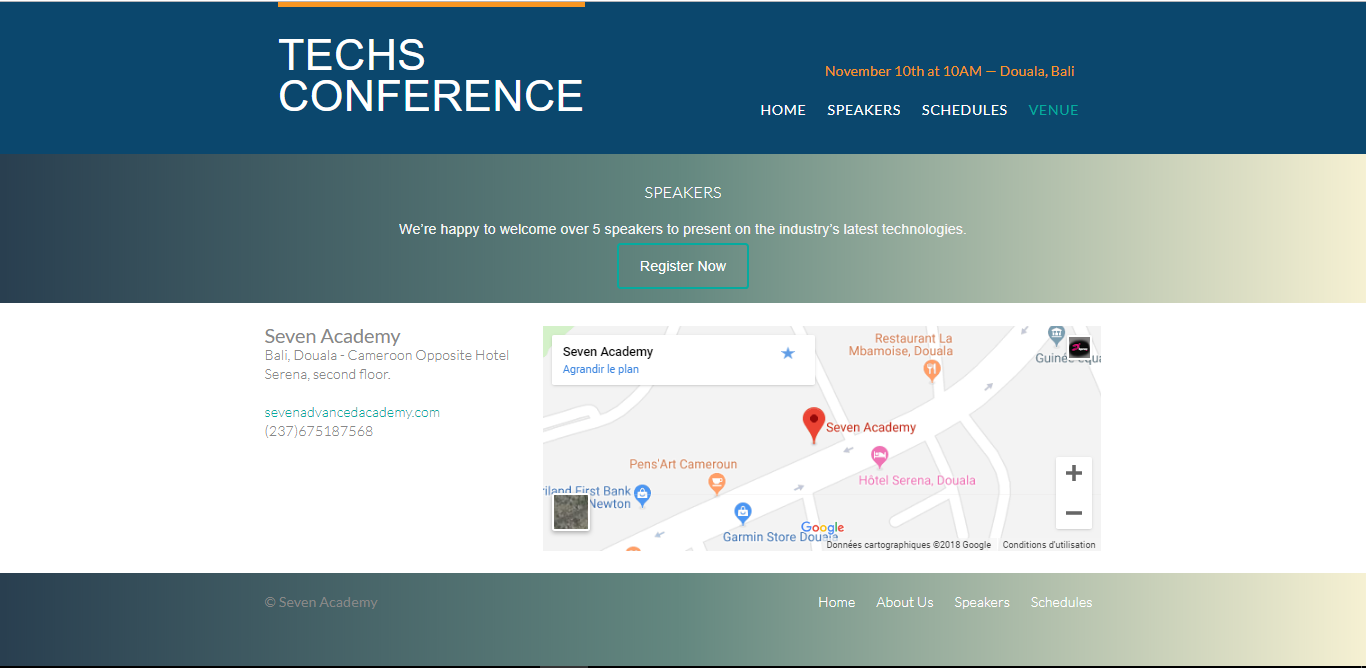 TECHS
CONFERENCE
November 10th at 10AM — Douala, Bali
HOME SPEAKERS SCHEDULES VENUE
SPEAKERS
We're happy to welcome over 5 speakers to present on the industry's latest technologies.
Register Now
Seven Academy
Bali, Douala - Cameroon Opposite Hotel
Serena, second floor.
sevenadvancedacademy.com
(237)675187568
Seven Academy
Agrandir le plan
Restaurant La
Mbamoise, Douala
Seven Academy
Pens'Art Cameroun
Hôtel Serena, Douala
First Bank
Newton
Garmin Store Douala
Google
Données cartographiques ©2018 Google Conditions d'utilisation
© Seven Academy
Home About Us Speakers Schedules